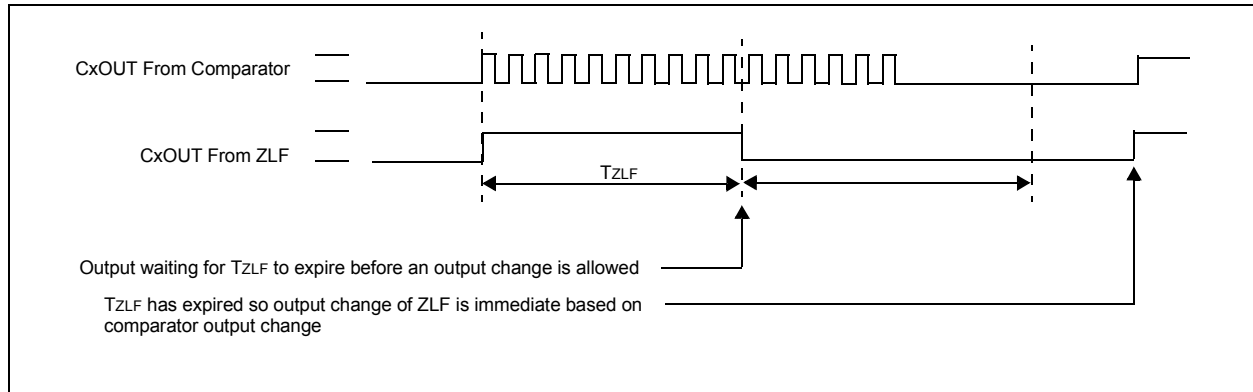 CxOUT From Comparator
CxOUT From ZLF
TZLF
Output waiting for TZLF to expire before an output change is allowed
TZLF has expired so output change of ZLF is immediate based on
comparator output change